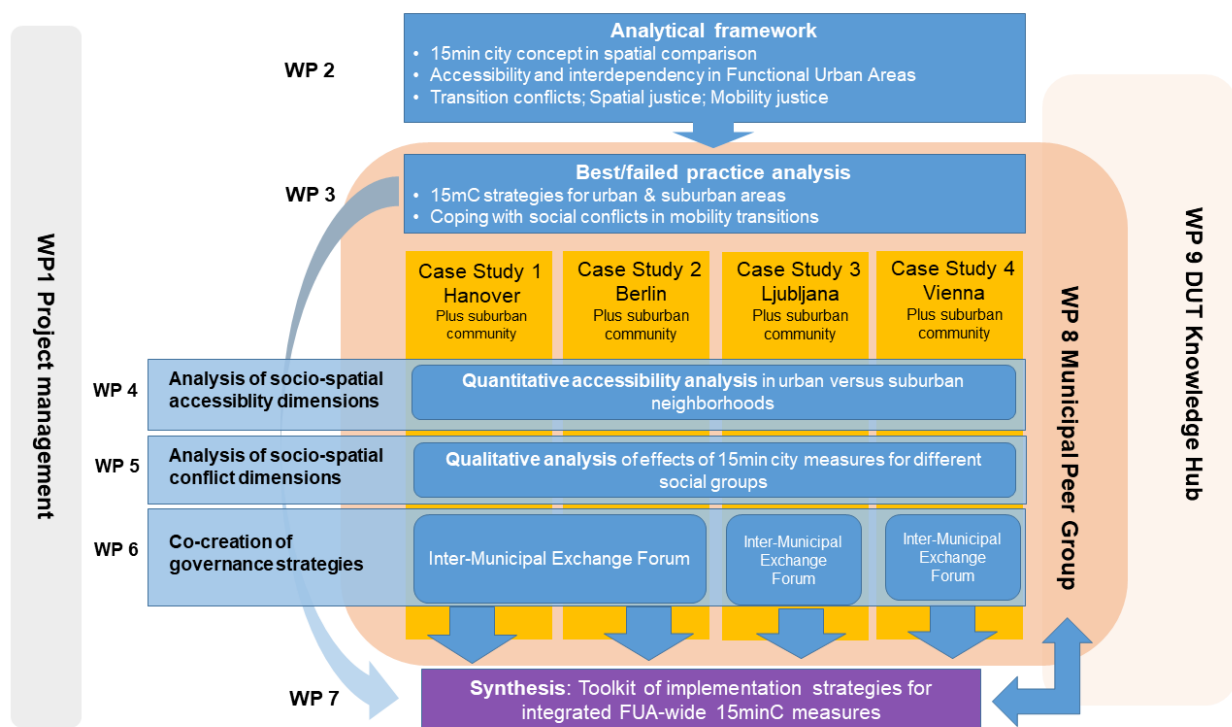 WP1 Project management
WP 2
Analytical framework
• 15min city concept in spatial comparison
• Accessibility and interdependency in Functional Urban Areas
• Transition conflicts; Spatial justice; Mobility justice
WP 3
Best/failed practice analysis
• 15mC strategies for urban & suburban areas
• Coping with social conflicts in mobility transitions
Case Study 1
Hanover
Plus suburban
community
Case Study 2
Berlin
Plus suburban
community
Case Study 3
Ljubljana
Plus suburban
community
Case Study 4
Vienna
Plus suburban
community
WP 4
Analysis of socio-spatial
accessiblity dimensions
Quantitative accessibility analysis in urban versus suburban
neighborhoods
WP 5
Analysis of socio-spatial
conflict dimensions
Qualitative analysis of effects of 15min city measures for different
social groups
WP 6
Co-creation of
governance strategies
Inter-Municipal Exchange Forum
Inter-Municipal
Exchange
Forum
Inter-Municipal
Exchange
Forum
WP 7
Synthesis: Toolkit of implementation strategies for
integrated FUA-wide 15minC measures
WP 8 Municipal Peer Group
WP 9 DUT Knowledge Hub